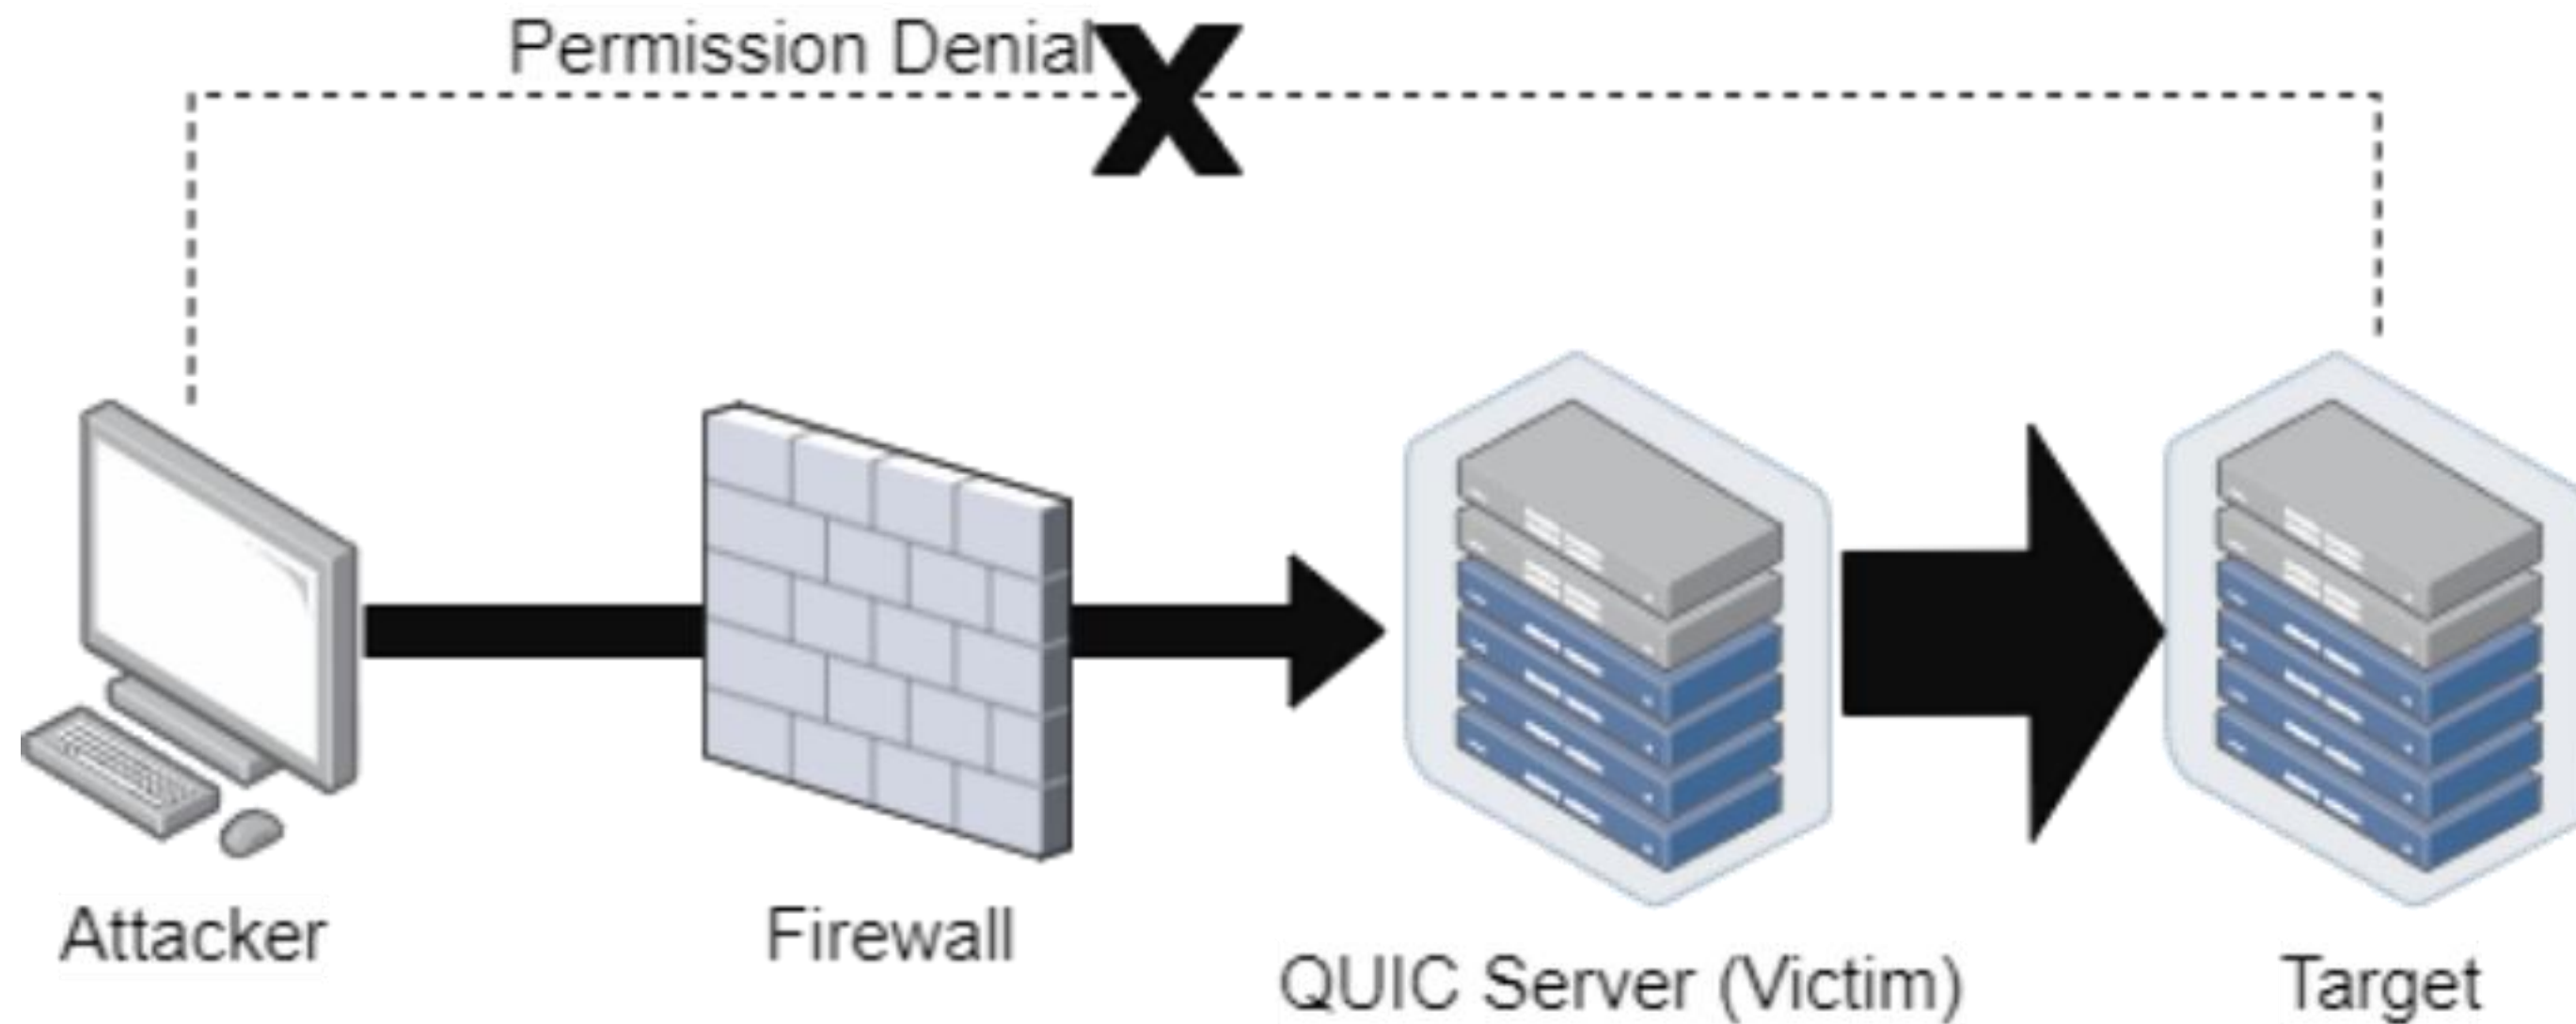 Permission Denial
X
Attacker
Firewall
QUIC Server (Victim)
Target